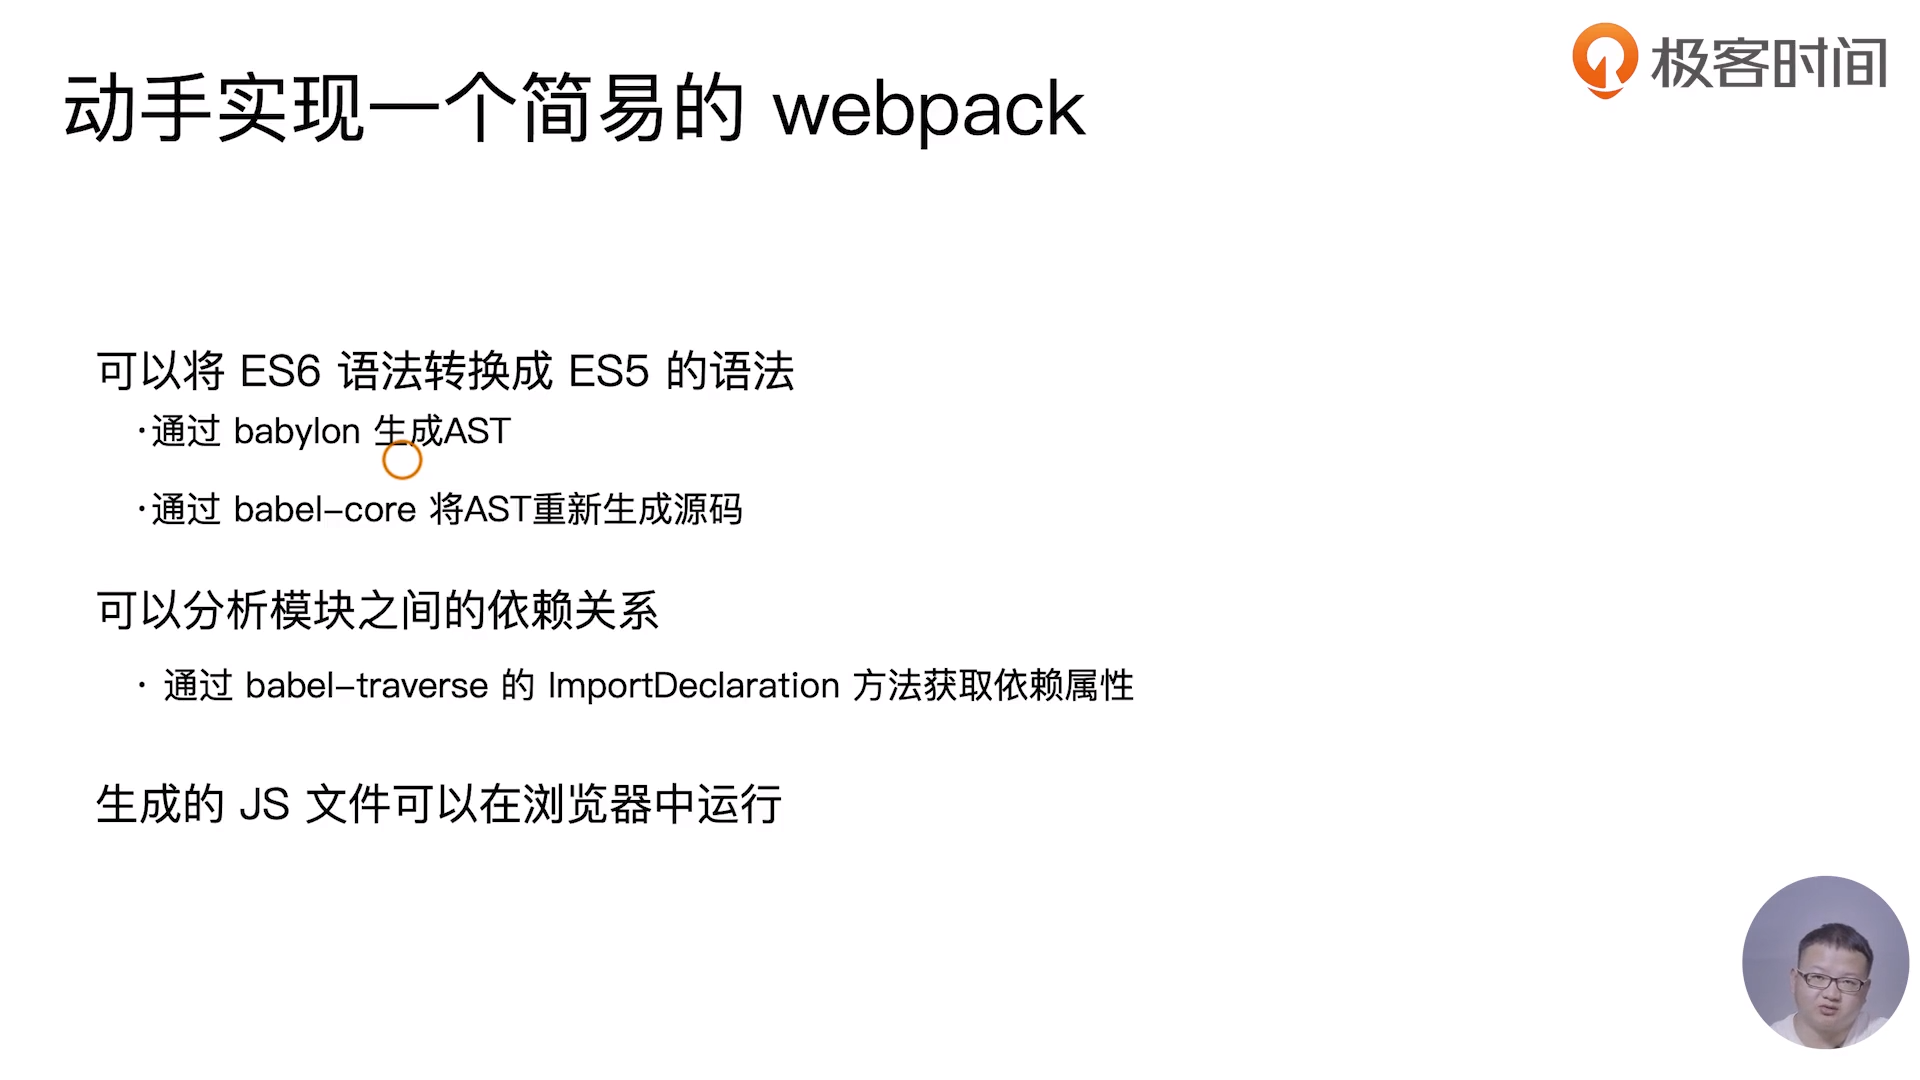 极客时间
动手实现一个简易的 webpack
可以将 ES6 语法转换成 ES5 的语法
·通过 babylon 生成AST
·通过 babel-core 将AST重新生成源码
可以分析模块之间的依赖关系
· 通过 babel-traverse 的 ImportDeclaration 方法获取依赖属性
生成的 JS 文件可以在浏览器中运行